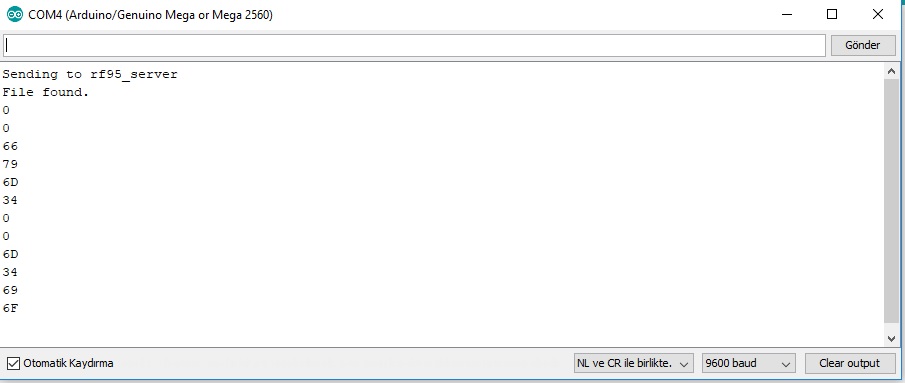 COM4 (Arduino/Genuino Mega or Mega 2560)
Gönder
Sending to rf95_server
File found.
0
0
66
79
6D
34
0
0
6D
34
69
6F
Otomatik Kaydırma
NL ve CR ile birlikte.
9600 baud
Clear output